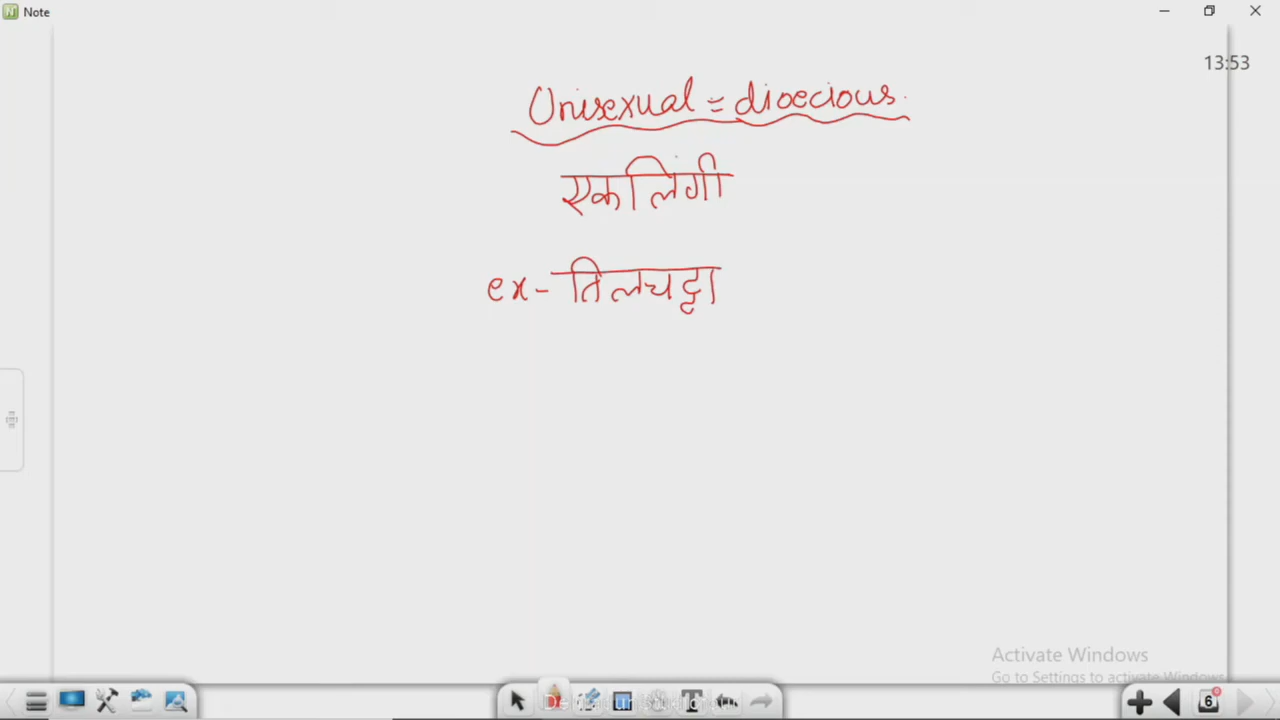 Note
13:53
Unisexual = dioecious.
एकलिंगी
ex- तिलचट्टा
Activate Windows
Go to Settings to activate Windows.
6